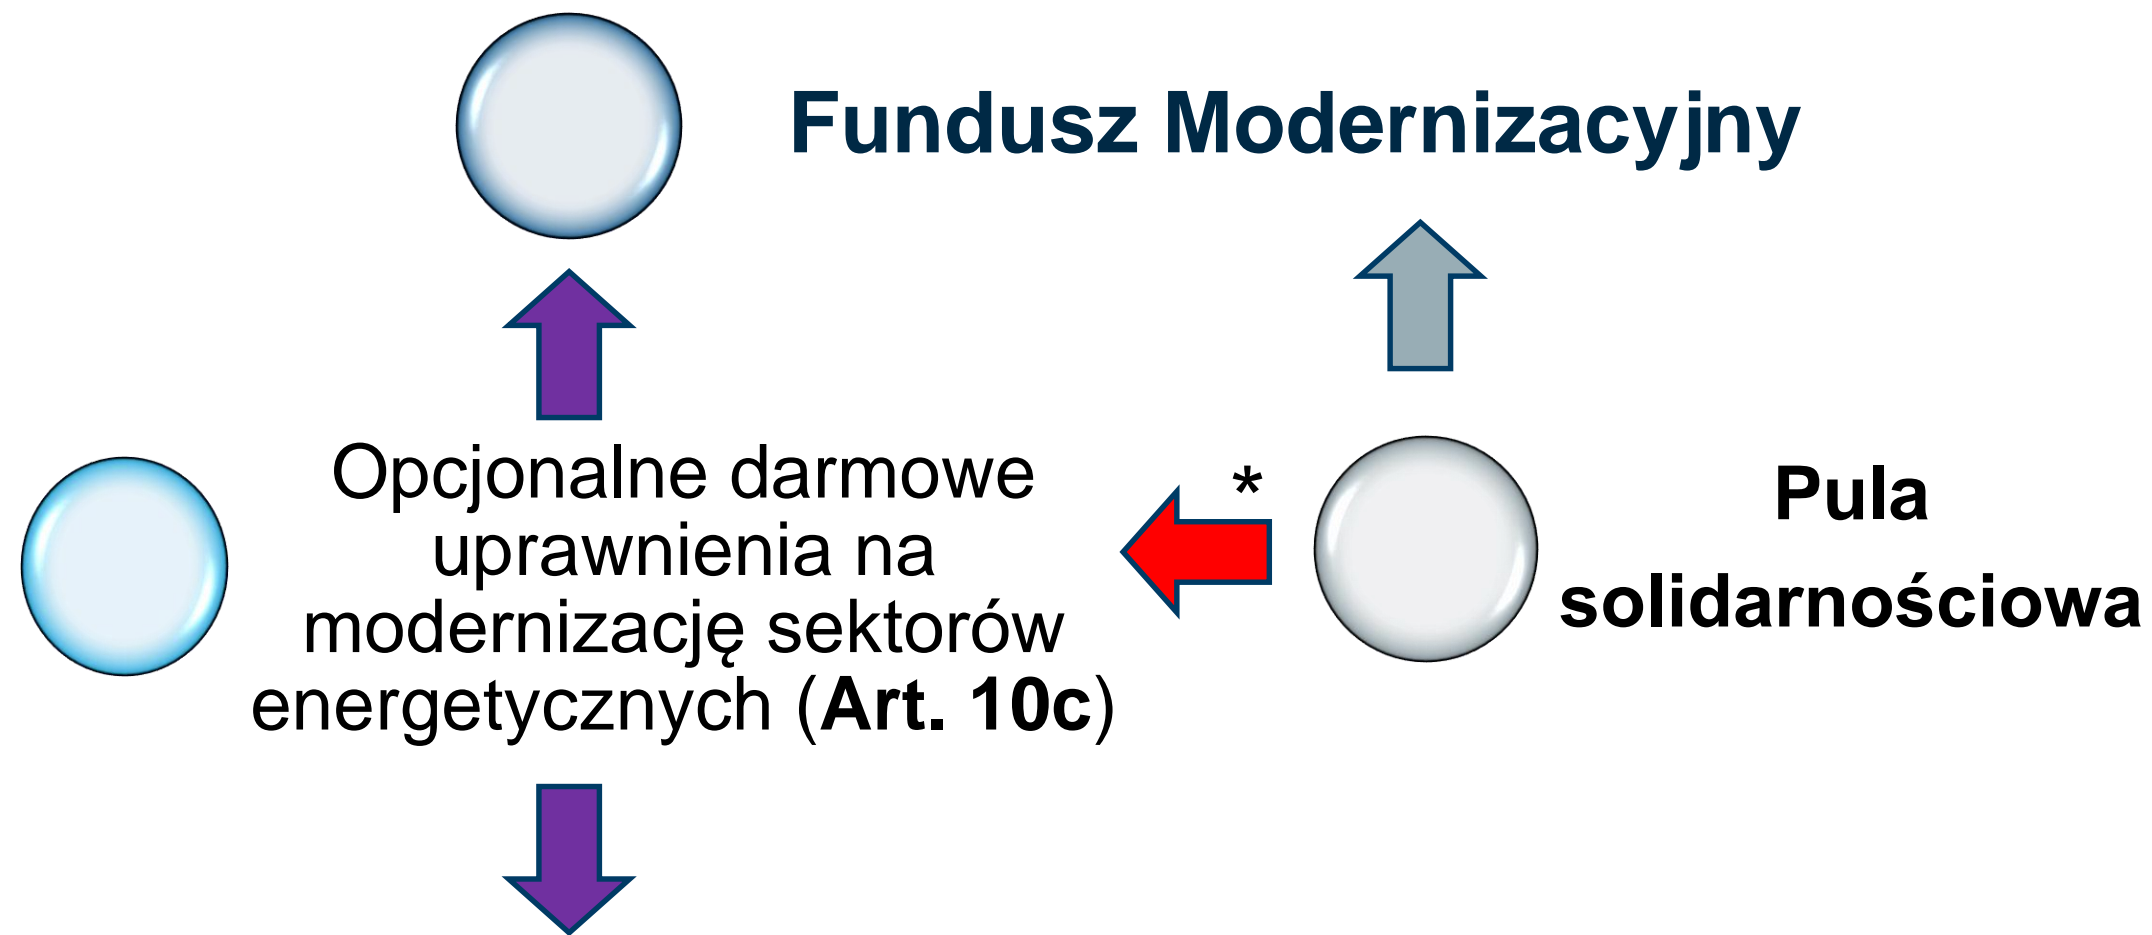 Fundusz Modernizacyjny
Opcjonalne darmowe
uprawnienia na
modernizację sektorów
energetycznych (Art. 10c)
*
Pula
solidarnościowa